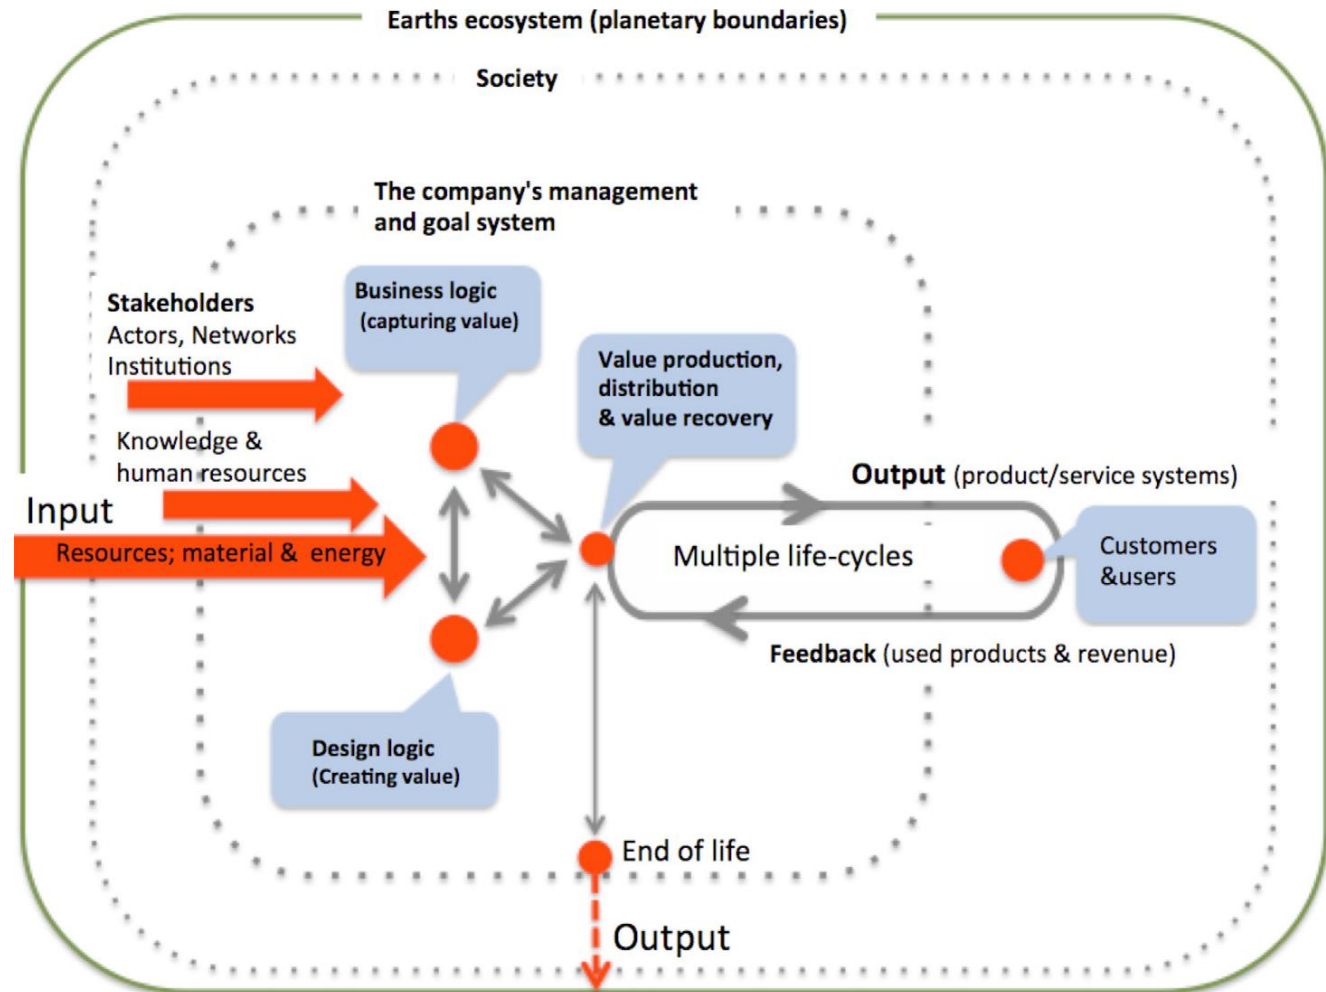 Earths ecosystem (planetary boundaries)
Society
The company's management
and goal system
Business logic
(capturing value)
Stakeholders
Actors, Networks
Institutions
Value production,
distribution
& value recovery
Knowledge &
human resources
Input
Resources; material & energy
Output (product/service systems)
Multiple life-cycles
Customers
&users
Feedback (used products & revenue)
Design logic
(Creating value)
End of life
Output